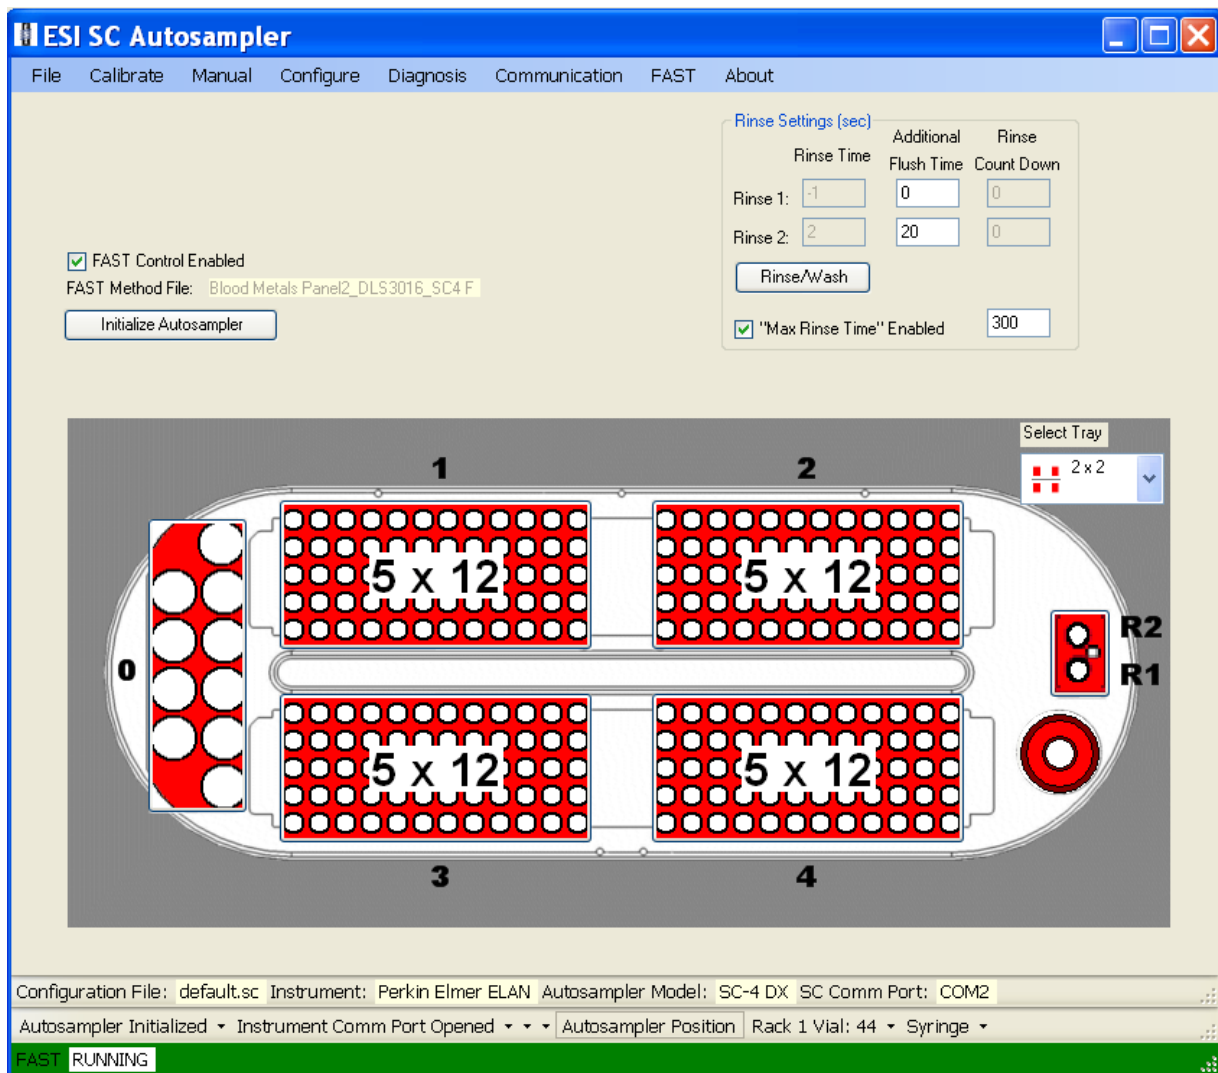 ESI SC Autosampler
File Calibrate Manual Configure Diagnosis Communication FAST About
Rinse Settings (sec)
Rinse Time Additional Flush Time Rinse Count Down
Rinse 1: -1 0 0
Rinse 2: 2 20 0
Rinse/Wash
"Max Rinse Time" Enabled 300
FAST Control Enabled
FAST Method File: Blood Metals Panel2_DLS3016_SC4 F
Initialize Autosampler
Select Tray
2 x 2
1 2
5 x 12 5 x 12
R2
0 R1
5 x 12 5 x 12
3 4
Configuration File: default.sc Instrument: Perkin Elmer ELAN Autosampler Model: SC-4 DX SC Comm Port: COM2
Autosampler Initialized Instrument Comm Port Opened Autosampler Position Rack 1 Vial: 44 Syringe
FAST RUNNING